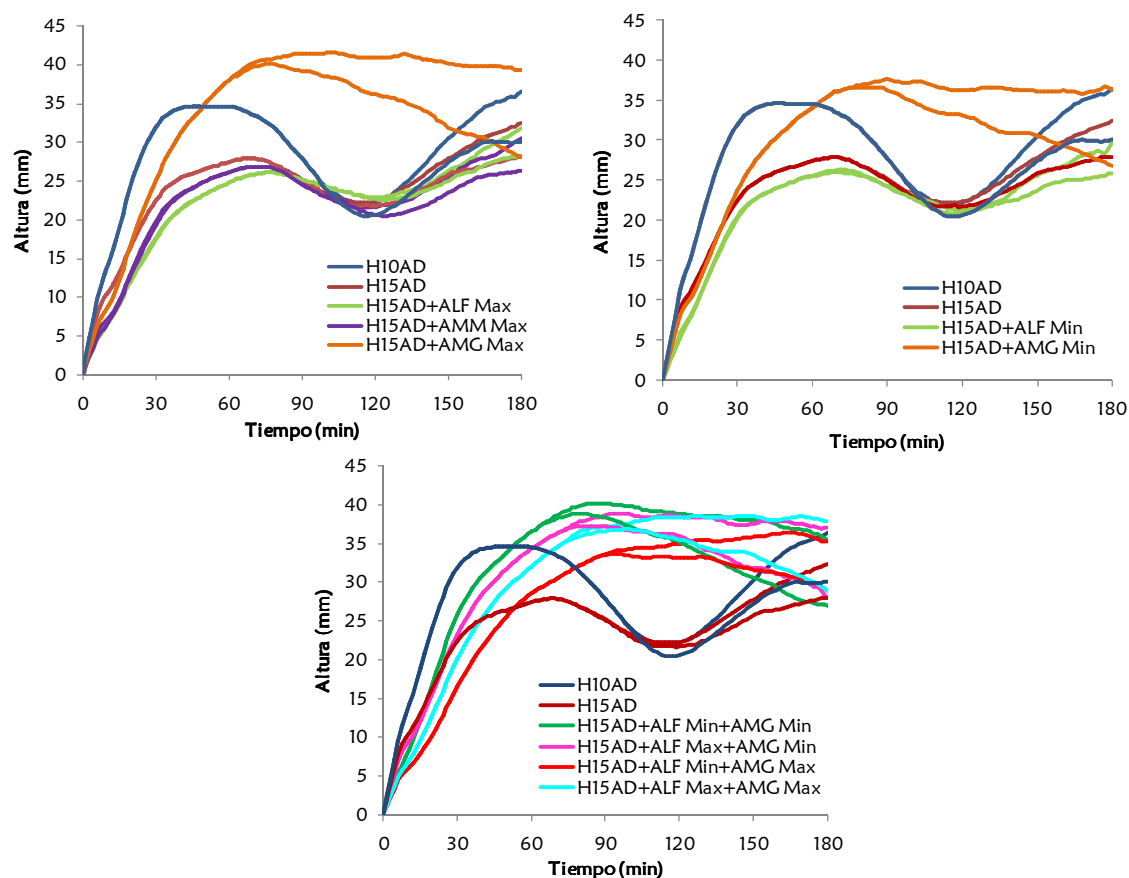 45
40
35
30
25
20
15
10
5
0
Altura (mm)
H10AD
H15AD
H15AD+ALF Max
H15AD+AMM Max
H15AD+AMG Max
0 30 60 90 120 150 180
Tiempo (min)
45
40
35
30
25
20
15
10
5
0
Altura (mm)
H10AD
H15AD
H15AD+ALF Min
H15AD+AMG Min
0 30 60 90 120 150 180
Tiempo (min)
45
40
35
30
25
20
15
10
5
0
Altura (mm)
H10AD
H15AD
H15AD+ALF Min+AMG Min
H15AD+ALF Max+AMG Min
H15AD+ALF Min+AMG Max
H15AD+ALF Max+AMG Max
0 30 60 90 120 150 180
Tiempo (min)